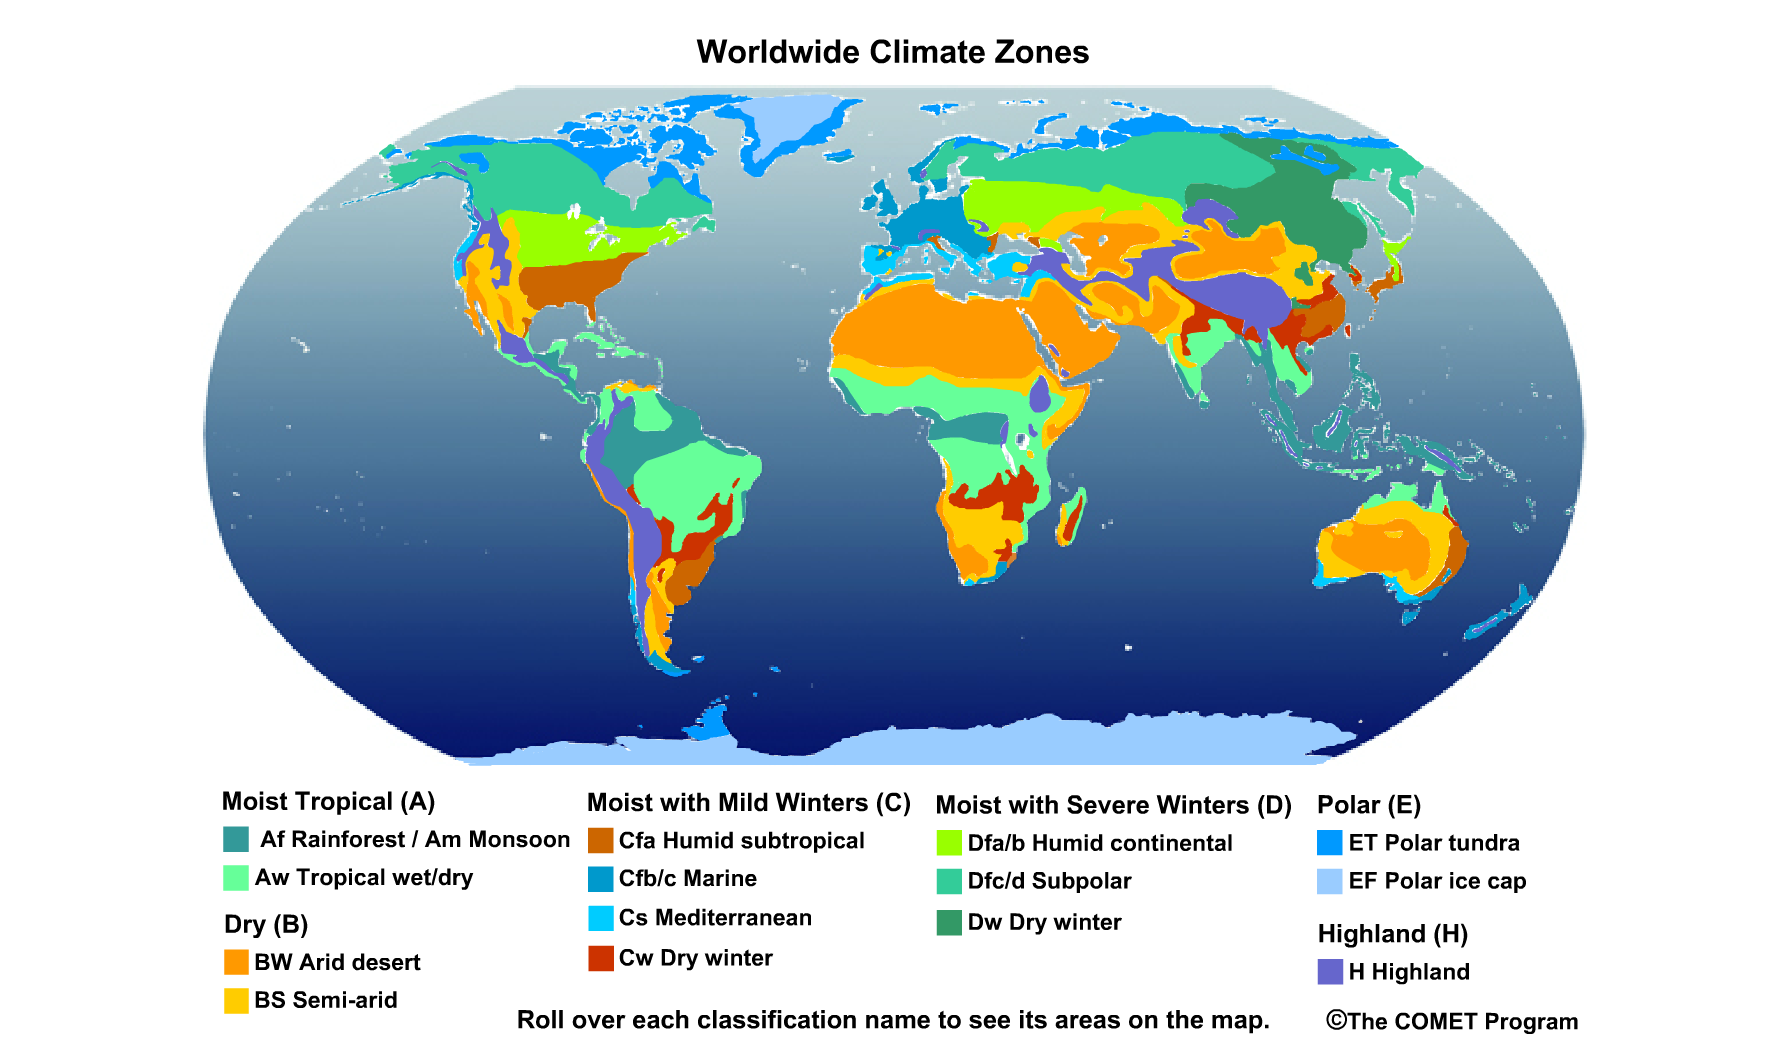 Worldwide Climate Zones
Moist Tropical (A)
Af Rainforest / Am Monsoon
Aw Tropical wet/dry
Dry (B)
BW Arid desert
BS Semi-arid
Moist with Mild Winters (C)
Cfa Humid subtropical
Cfb/c Marine
Cs Mediterranean
Cw Dry winter
Moist with Severe Winters (D)
Dfa/b Humid continental
Dfc/d Subpolar
Dw Dry winter
Polar (E)
ET Polar tundra
EF Polar ice cap
Highland (H)
H Highland
Roll over each classification name to see its areas on the map.
©The COMET Program